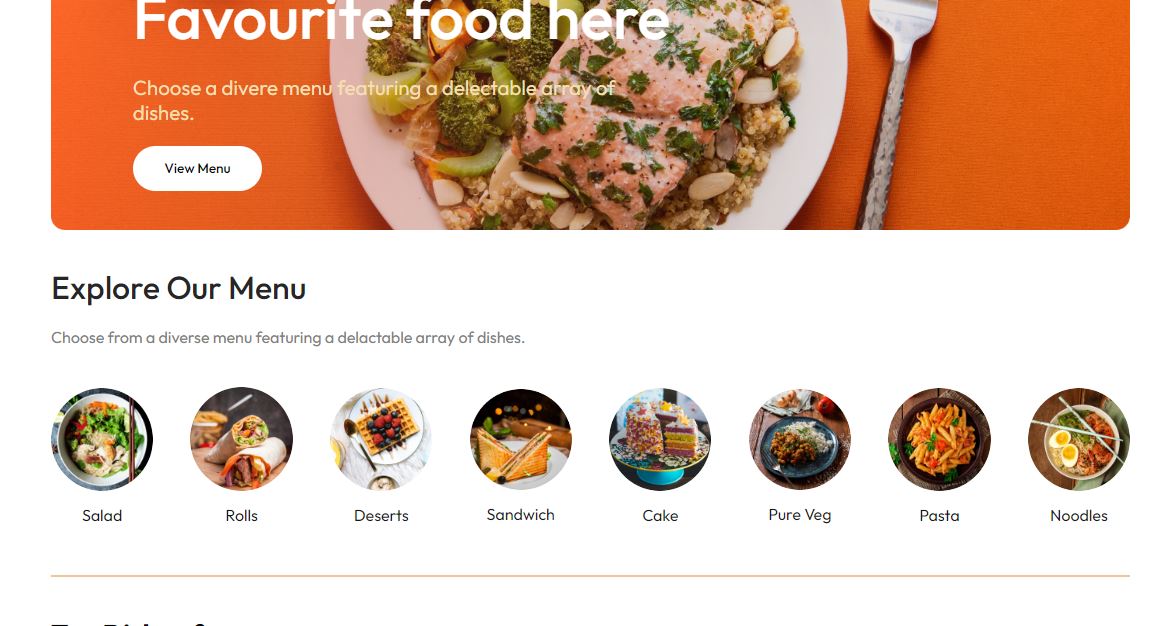 Favourite food here
Choose a divere menu featuring a delectable array of
dishes.
View Menu
Explore Our Menu
Choose from a diverse menu featuring a delactable array of dishes.
Salad
Rolls
Deserts
Sandwich
Cake
Pure Veg
Pasta
Noodles